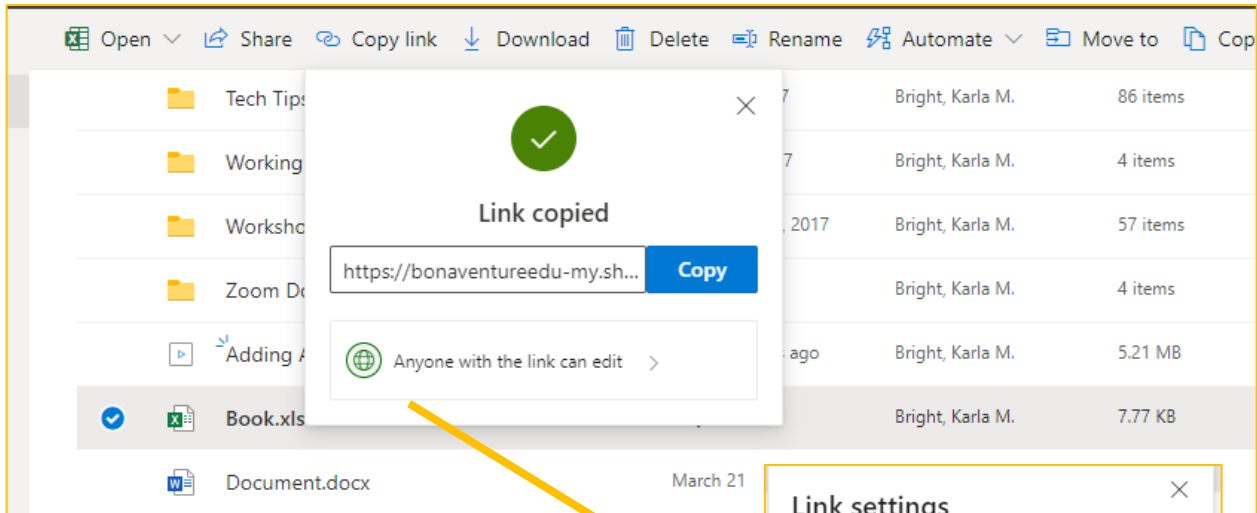 Open Share Copy link Download Delete Rename Automate Move to Cop
Tech Tips 7 Bright, Karla M. 86 items
Working 7 Bright, Karla M. 4 items
Link copied
Worksho , 2017 Bright, Karla M. 57 items
https://bonaventureedu-my.sh... Copy
Zoom Do Bright, Karla M. 4 items
Adding A ago Bright, Karla M. 5.21 MB
Anyone with the link can edit
Book.xls Bright, Karla M. 7.77 KB
Document.docx March 21
Link settings